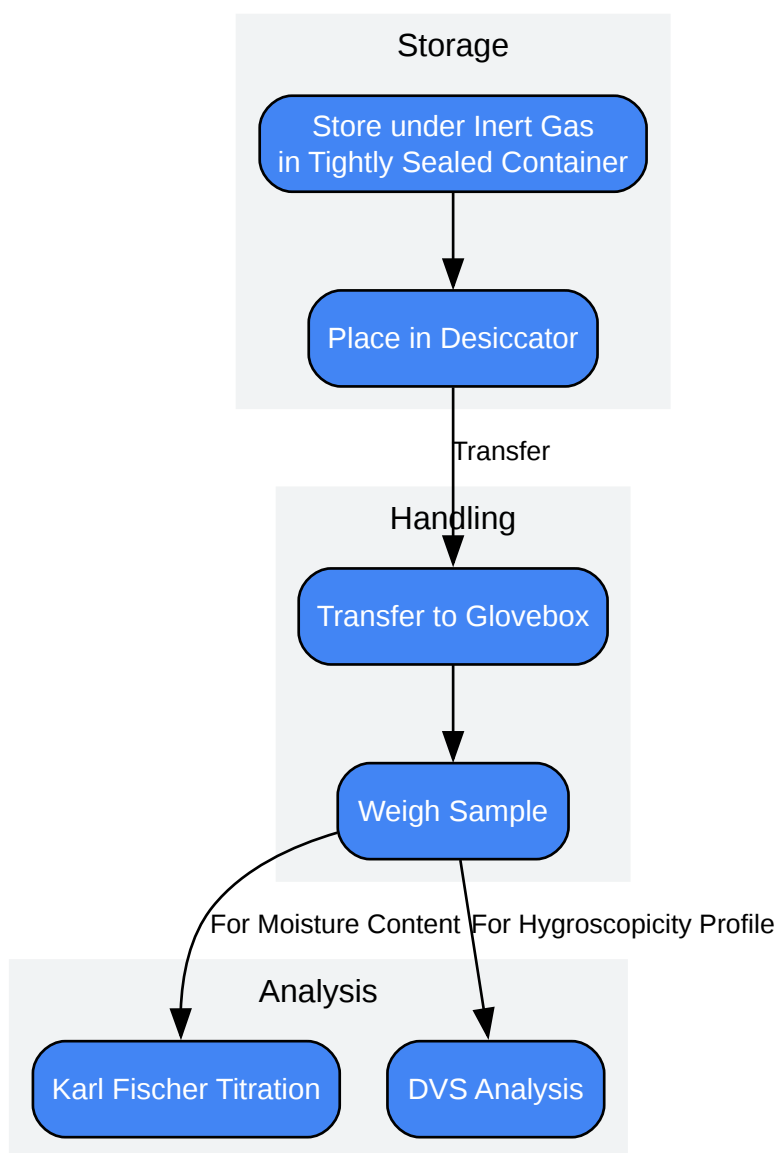 Storage
Store under Inert Gas
in Tightly Sealed Container
Place in Desiccator
Transfer
Handling
Transfer to Glovebox
Weigh Sample
For Moisture Content
For Hygroscopicity Profile
Analysis
Karl Fischer Titration
DVS Analysis